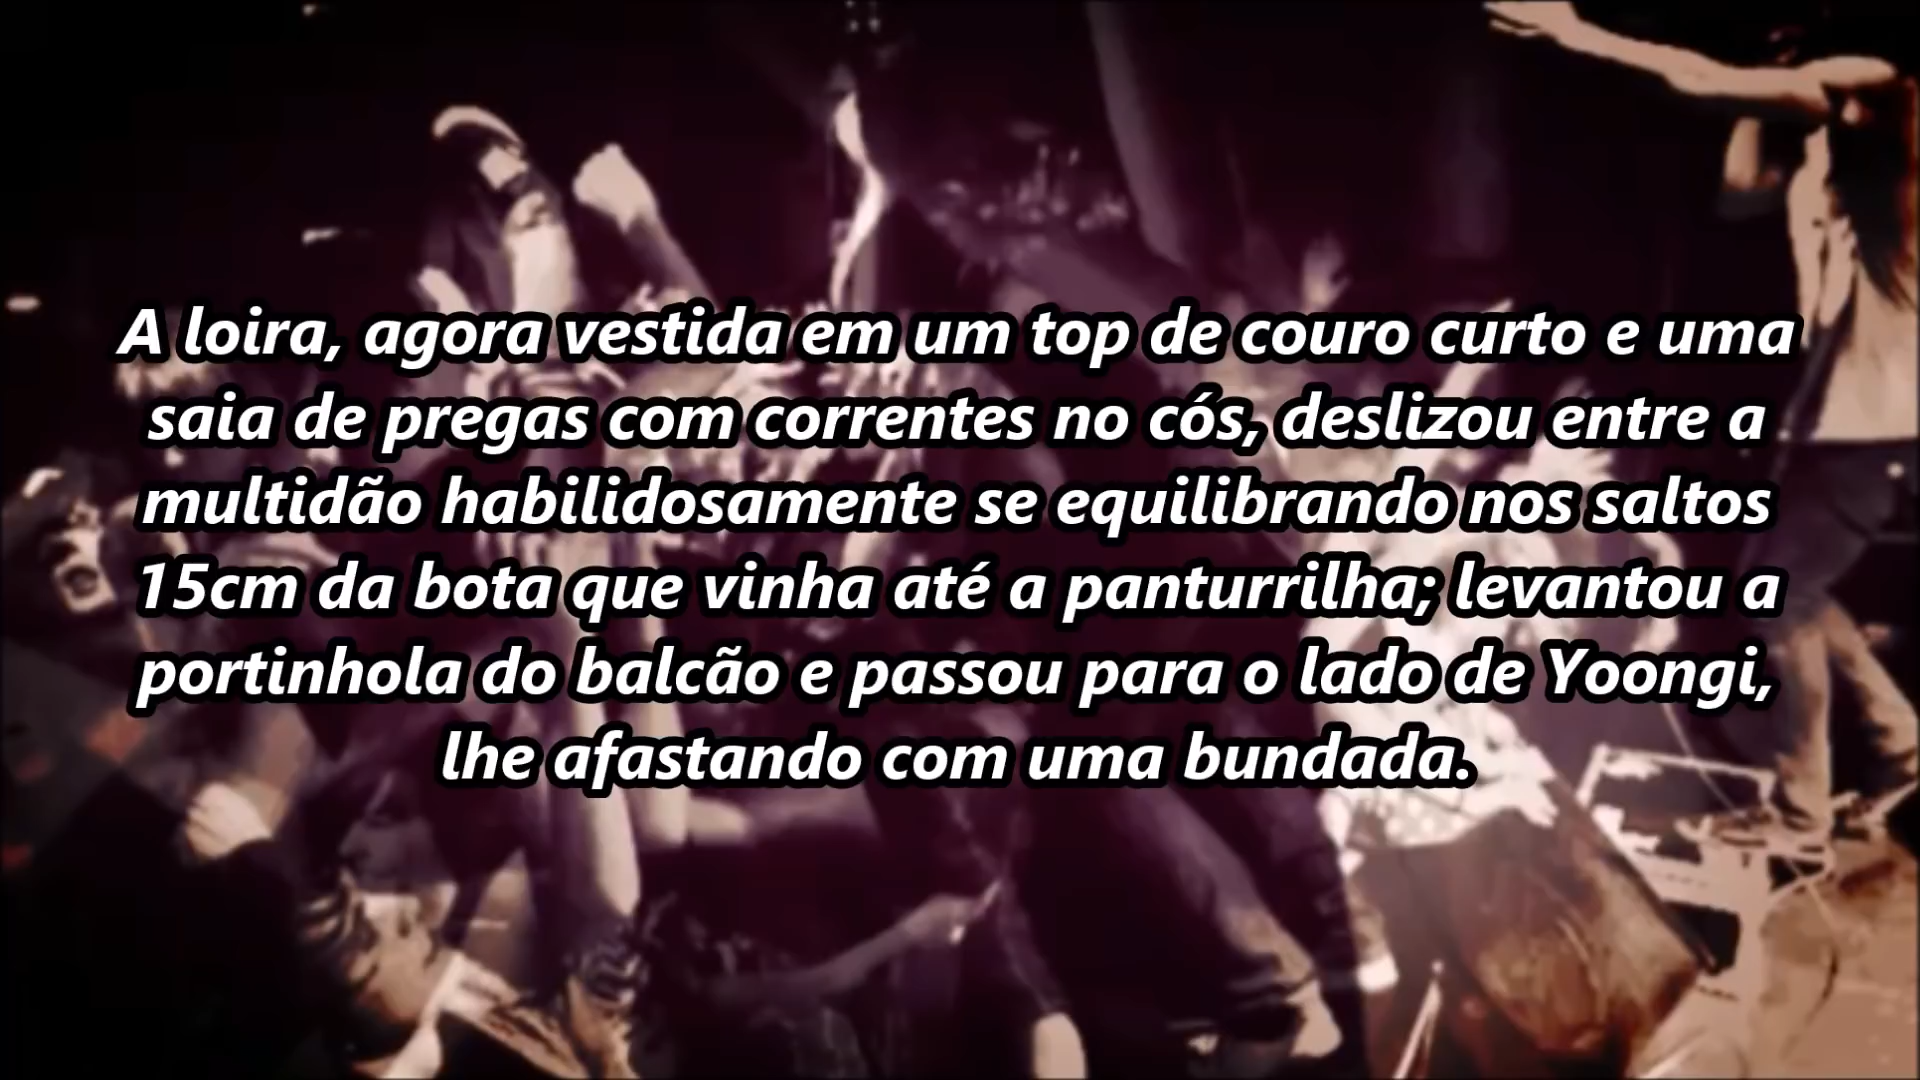 A loira, agora vestida em um top de couro curto e uma
saia de pregas com correntes no cós, deslizou entre a
multidão habilidosamente se equilibrando nos saltos
15cm da bota que vinha até a panturrilha; levantou a
portinhola do balcão e passou para o lado de Yoongi,
lhe afastando com uma bundada.